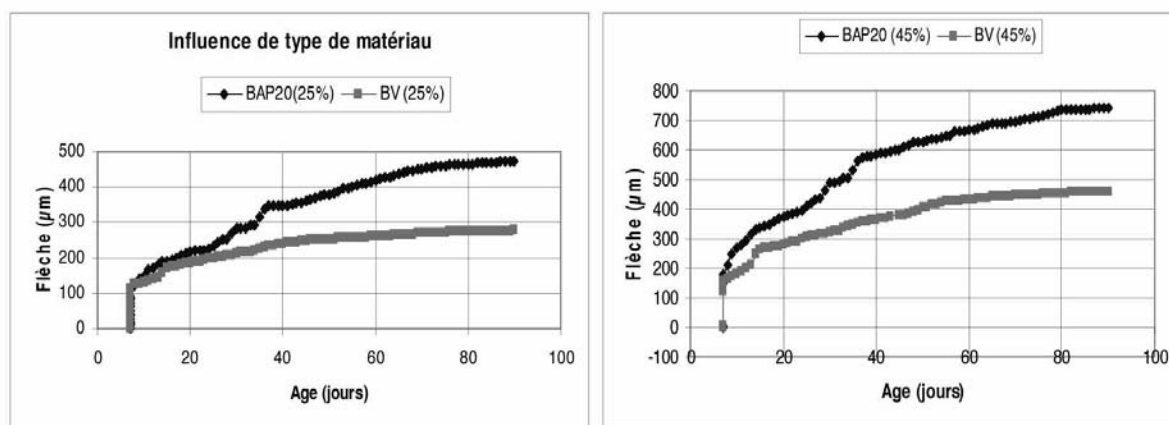 Influence de type de matériau
BAP20(25%) BV (25%)
Flèche (µm)
500
400
300
200
100
0
0 20 40 60 80 100
Age (jours)
BAP20 (45%) BV (45%)
Flèche (µm)
800
700
600
500
400
300
200
100
0
-100
0 20 40 60 80 100
Age (jours)